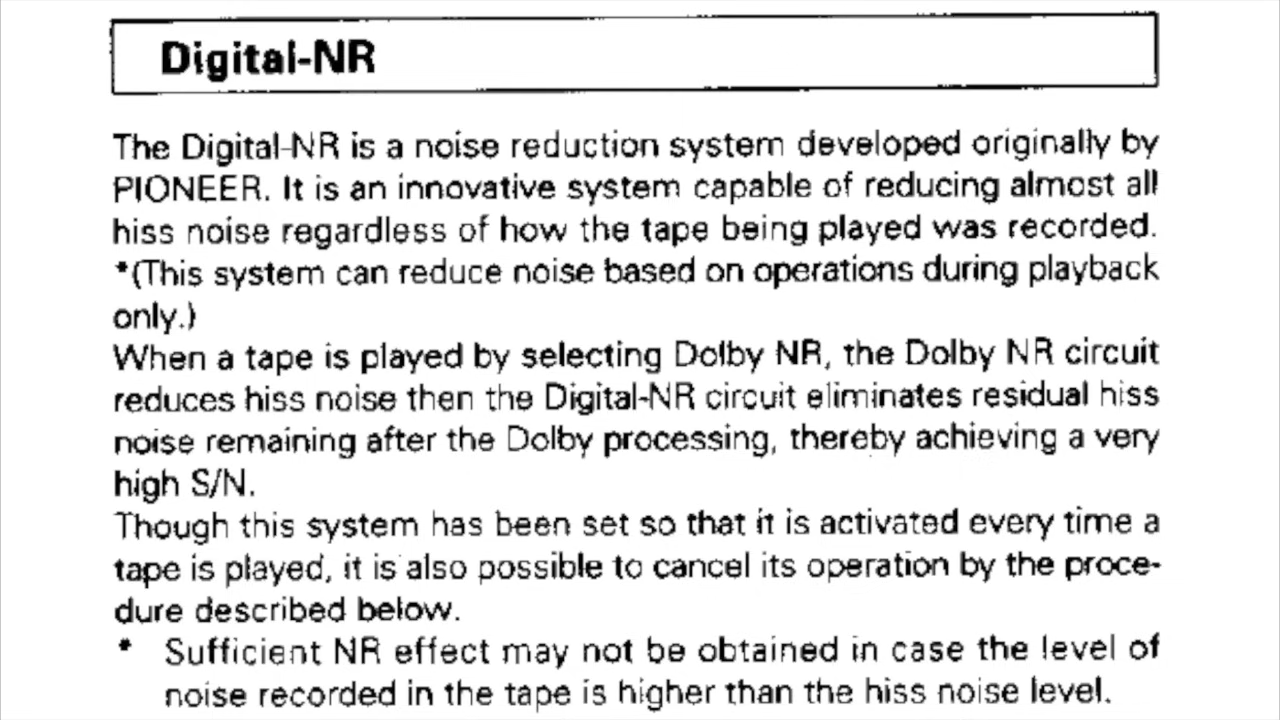 Digital-NR
The Digital-NR is a noise reduction system developed originally by
PIONEER. It is an innovative system capable of reducing almost all
hiss noise regardless of how the tape being played was recorded.
*(This system can reduce noise based on operations during playback
only.)
When a tape is played by selecting Dolby NR, the Dolby NR circuit
reduces hiss noise then the Digital-NR circuit eliminates residual hiss
noise remaining after the Dolby processing, thereby achieving a very
high S/N.
Though this system has been set so that it is activated every time a
tape is played, it is also possible to cancel its operation by the proce-
dure described below.
* Sufficient NR effect may not be obtained in case the level of
noise recorded in the tape is higher than the hiss noise level.